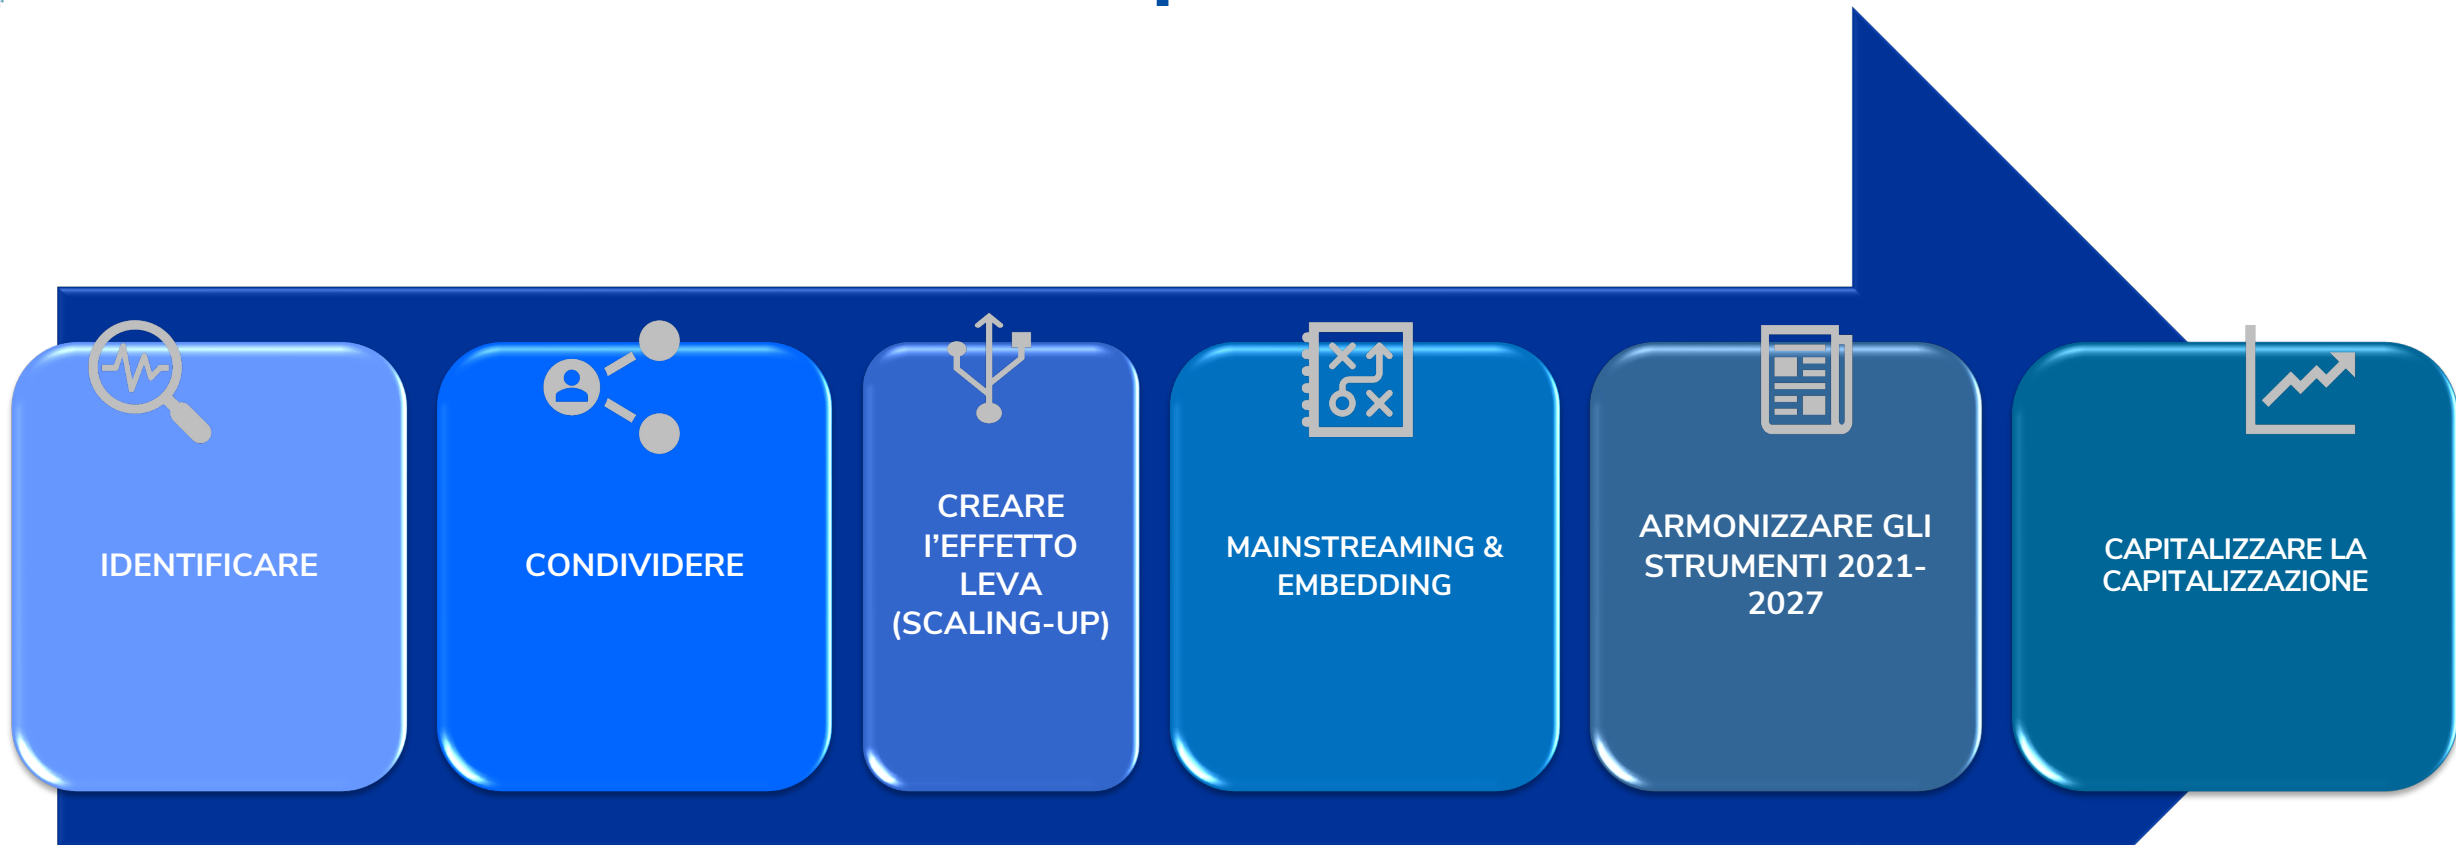 IDENTIFICARE
CONDIVIDERE
CREARE
l’EFFETTO
LEVA
(SCALING-UP)
MAINSTREAMING &
EMBEDDING
ARMONIZZARE GLI
STRUMENTI 2021-
2027
CAPITALIZZARE LA
CAPITALIZZAZIONE